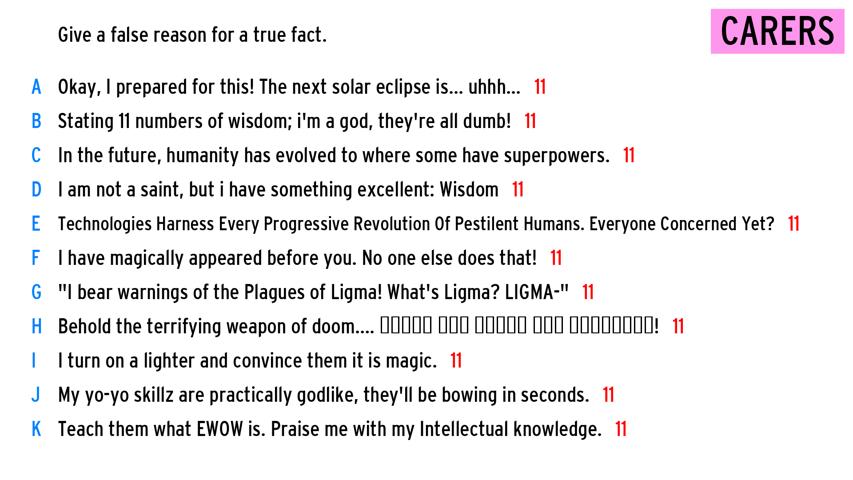 Give a false reason for a true fact.
CARERS
A Okay, I prepared for this! The next solar eclipse is... uhhh... 11
B Stating 11 numbers of wisdom; i'm a god, they're all dumb! 11
C In the future, humanity has evolved to where some have superpowers. 11
D I am not a saint, but i have something excellent: Wisdom 11
E Technologies Harness Every Progressive Revolution Of Pestilent Humans. Everyone Concerned Yet? 11
F I have magically appeared before you. No one else does that! 11
G "I bear warnings of the Plagues of Ligma! What's Ligma? LIGMA-" 11
H Behold the terrifying weapon of doom.... ! 11
I I turn on a lighter and convince them it is magic. 11
J My yo-yo skillz are practically godlike, they'll be bowing in seconds. 11
K Teach them what EWOW is. Praise me with my Intellectual knowledge. 11